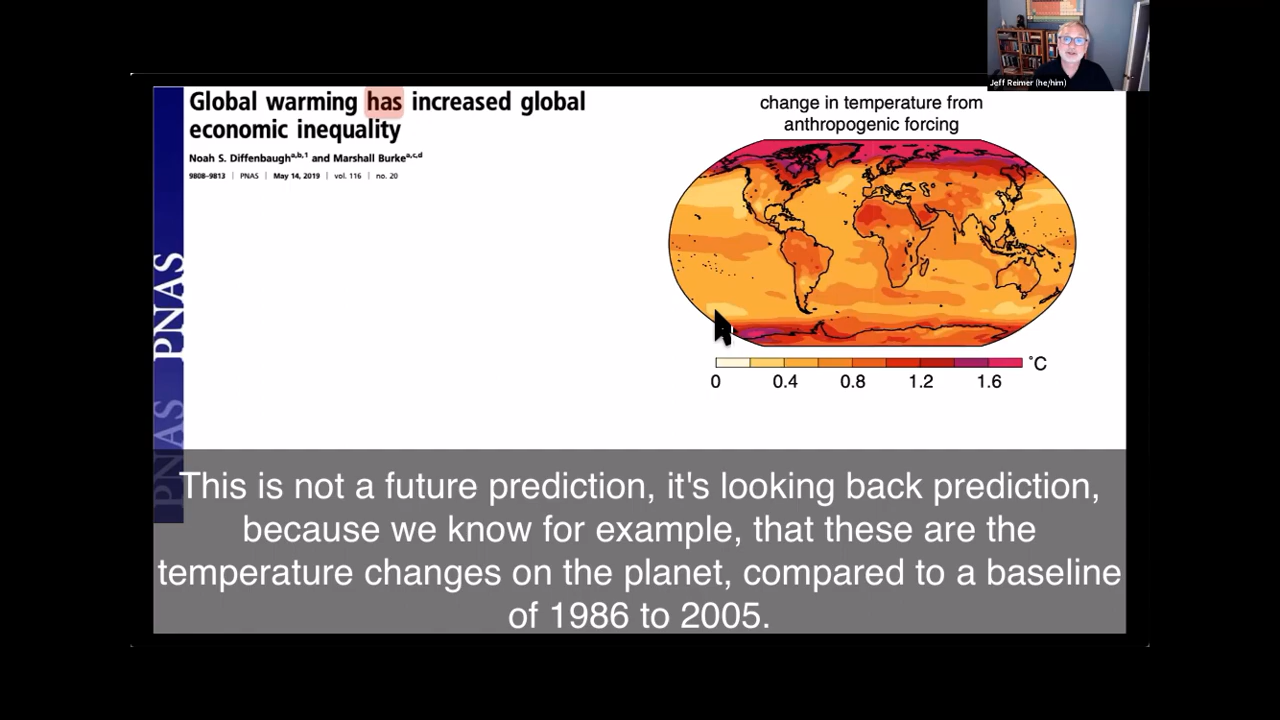 Jeff Reimer (he/him)
Global warming has increased global
economic inequality
Noah S. Diffenbaugh^a,b,1 and Marshall Burke^a,c,d
9808–9813 | PNAS | May 14, 2019 | vol. 116 | no. 20
PNAS
PNAS
change in temperature from
anthropogenic forcing
°C
0 0.4 0.8 1.2 1.6
This is not a future prediction, it's looking back prediction,
because we know for example, that these are the
temperature changes on the planet, compared to a baseline
of 1986 to 2005.